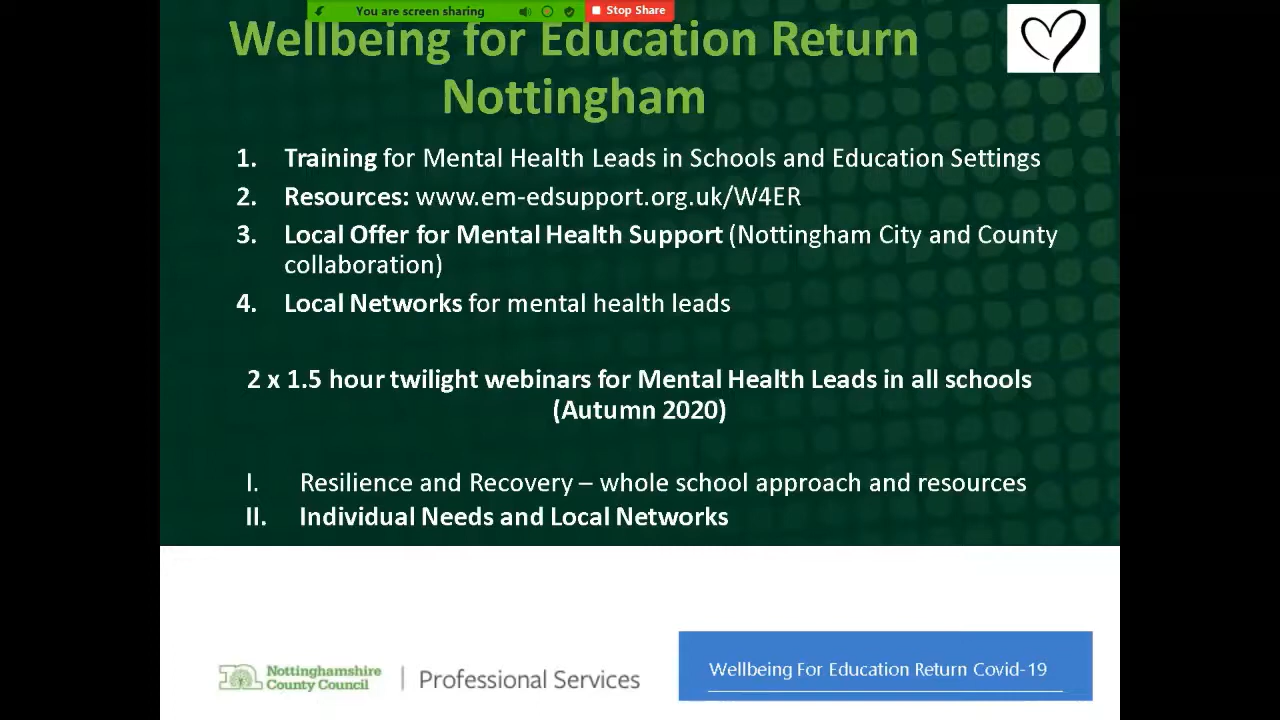 You are screen sharing
Stop Share
Wellbeing for Education Return
Nottingham
1. Training for Mental Health Leads in Schools and Education Settings
2. Resources: www.em-edsupport.org.uk/W4ER
3. Local Offer for Mental Health Support (Nottingham City and County
collaboration)
4. Local Networks for mental health leads
2 x 1.5 hour twilight webinars for Mental Health Leads in all schools
(Autumn 2020)
I. Resilience and Recovery – whole school approach and resources
II. Individual Needs and Local Networks
Nottinghamshire
County Council
Professional Services
Wellbeing For Education Return Covid-19